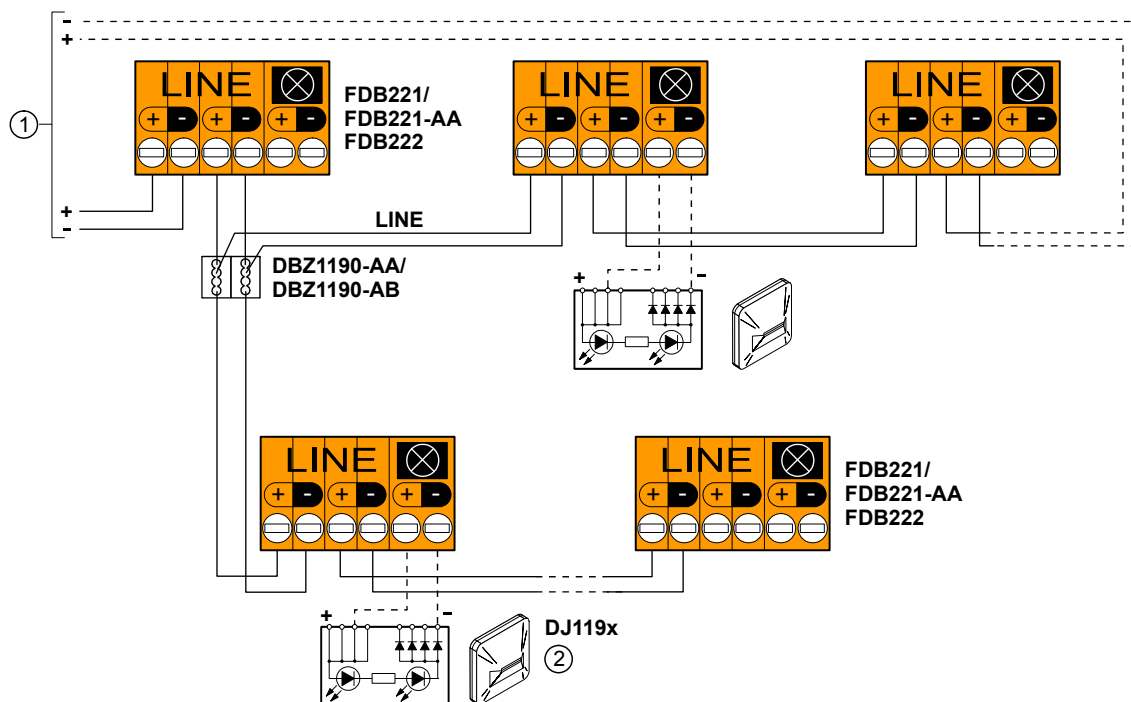 -
+
LINE
+ - + - + -
FDB221/
FDB221-AA
FDB222
LINE
+ - + - + -
LINE
+ - + - + -
1
+
-
LINE
DBZ1190-AA/
DBZ1190-AB
+ -
LINE
+ - + - + -
LINE
+ - + - + -
FDB221/
FDB221-AA
FDB222
+ -
DJ119x
2